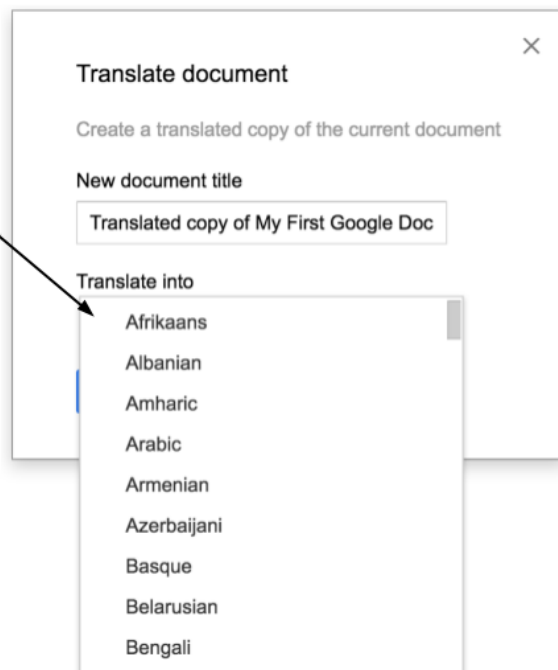 Translate document
Create a translated copy of the current document
New document title
Translated copy of My First Google Doc
Translate into
Afrikaans
Albanian
Amharic
Arabic
Armenian
Azerbaijani
Basque
Belarusian
Bengali